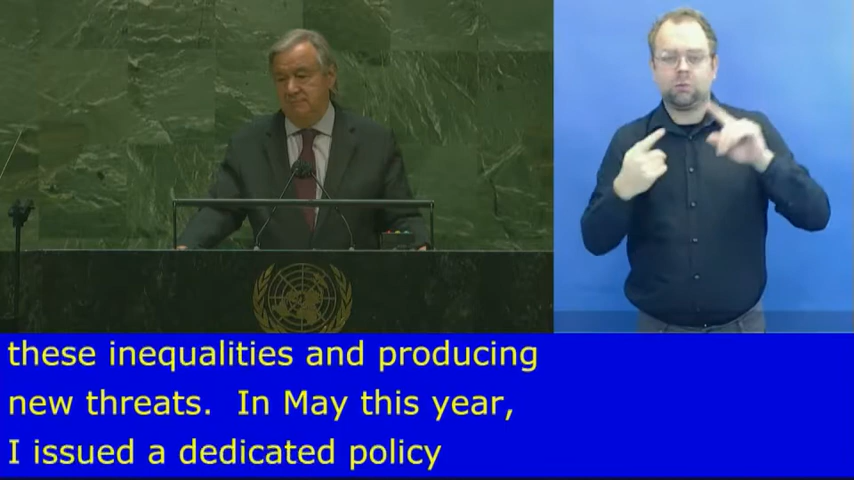 these inequalities and producing
new threats.  In May this year,
I issued a dedicated policy